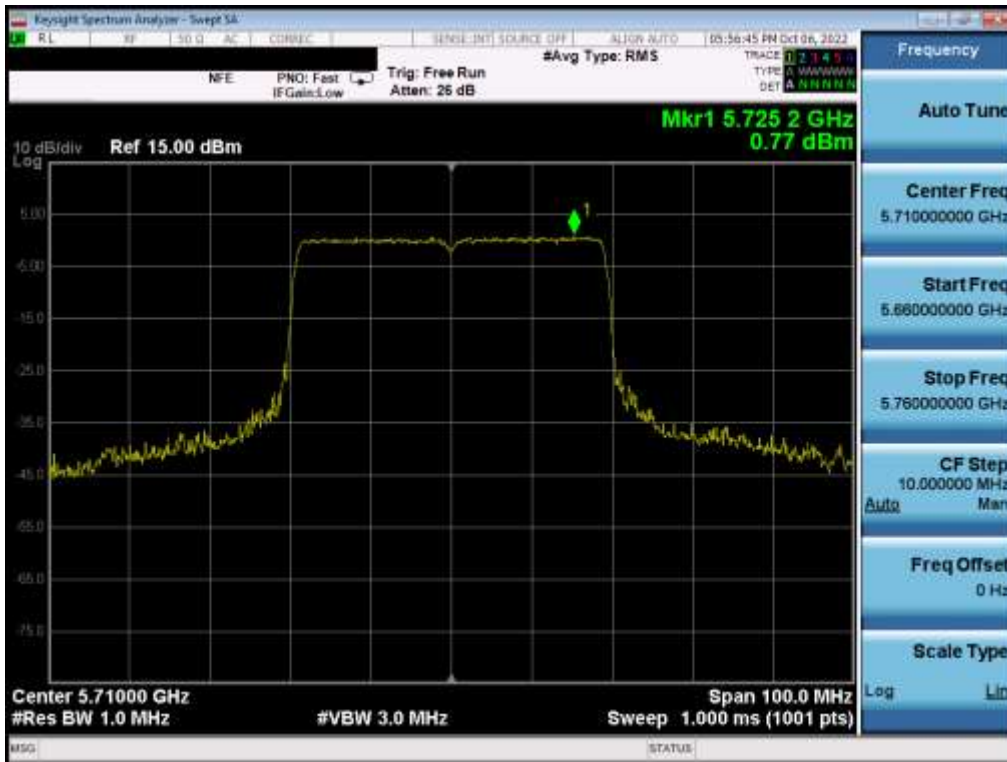 Keysight Spectrum Analyzer - Swept SA
RL RF 50 Ω AC CORREC SENSE:INT SOURCE OFF ALIGN AUTO 05:56:45 PM Oct 06, 2022
NFE
PNO: Fast
IFGain:Low
Trig: Free Run
Atten: 26 dB
#Avg Type: RMS
TRACE 1 2 3 4 5 6
TYPE A WWWWW
DET A N N N N N
Mkr1 5.725 2 GHz
0.77 dBm
10 dB/div Ref 15.00 dBm
Log
5.00
-5.00
-15.0
-25.0
-35.0
-45.0
-55.0
-65.0
-75.0
1
Center 5.71000 GHz Span 100.0 MHz
#Res BW 1.0 MHz #VBW 3.0 MHz Sweep 1.000 ms (1001 pts)
MSG STATUS
Frequency
Auto Tune
Center Freq
5.710000000 GHz
Start Freq
5.660000000 GHz
Stop Freq
5.760000000 GHz
CF Step
10.000000 MHz
Auto Man
Freq Offset
0 Hz
Scale Type
Log Lin